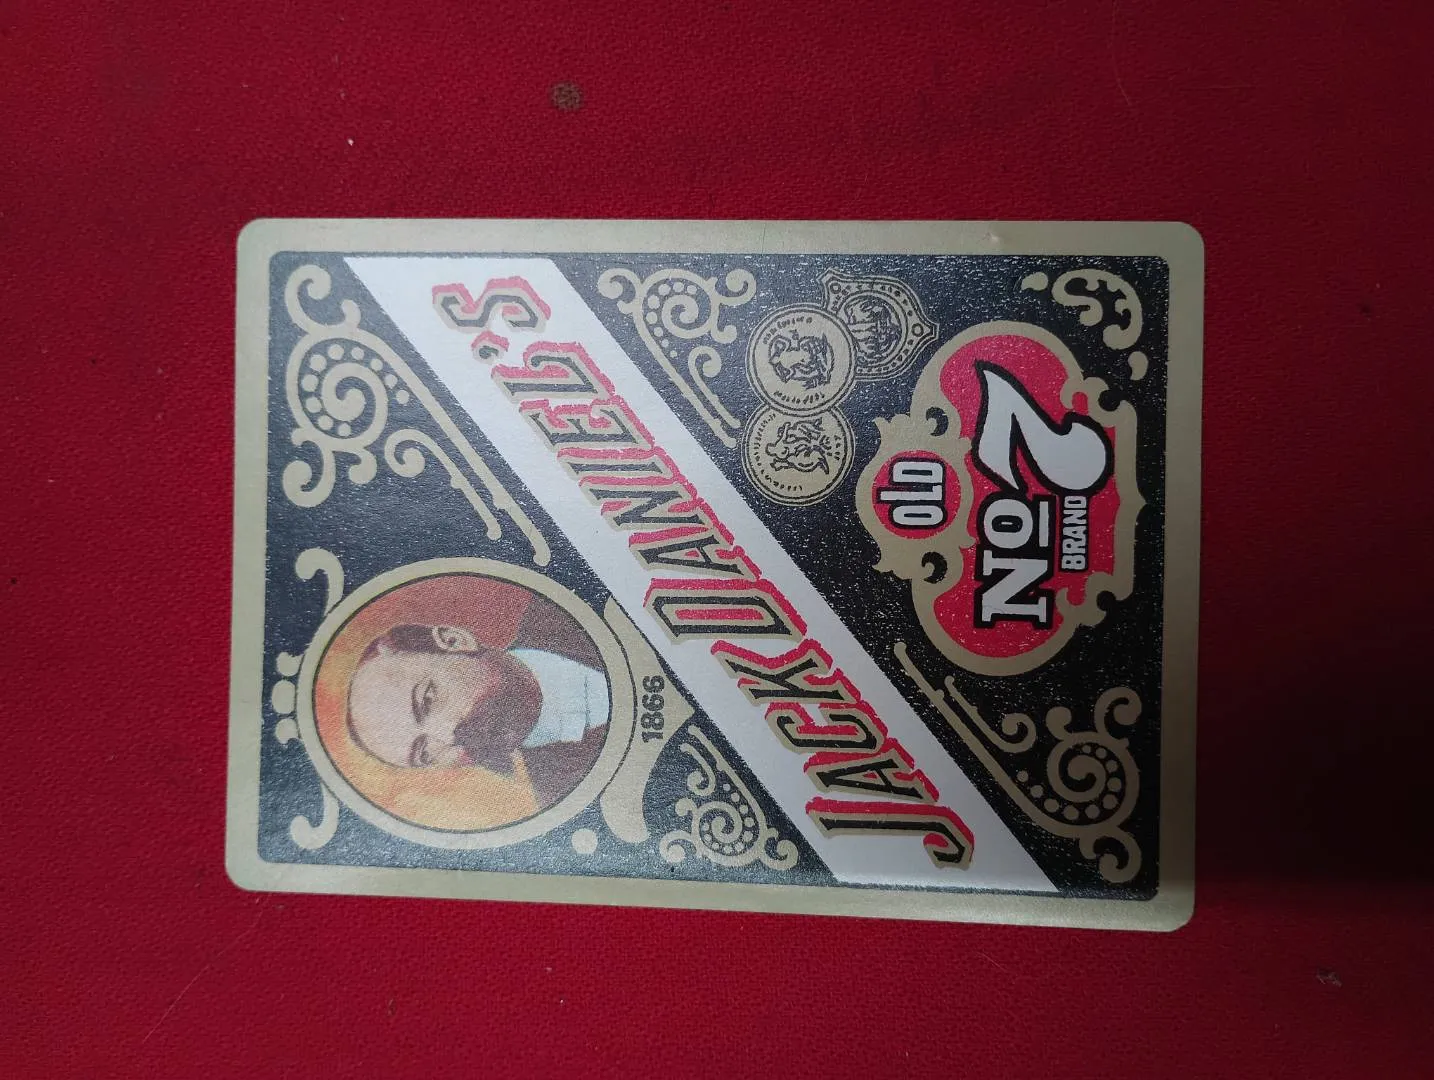 1866
JACK DANIEL'S
OLD
No 7
BRAND